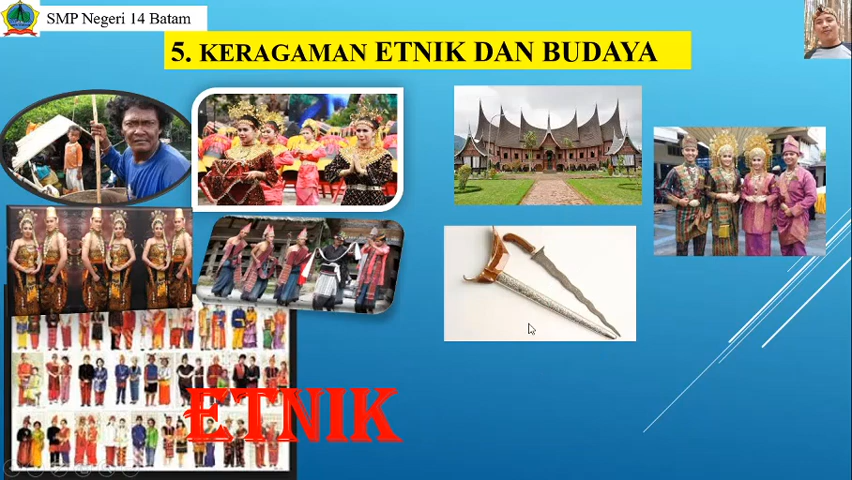 SMP Negeri 14 Batam
5. KERAGAMAN ETNIK DAN BUDAYA
ETNIK